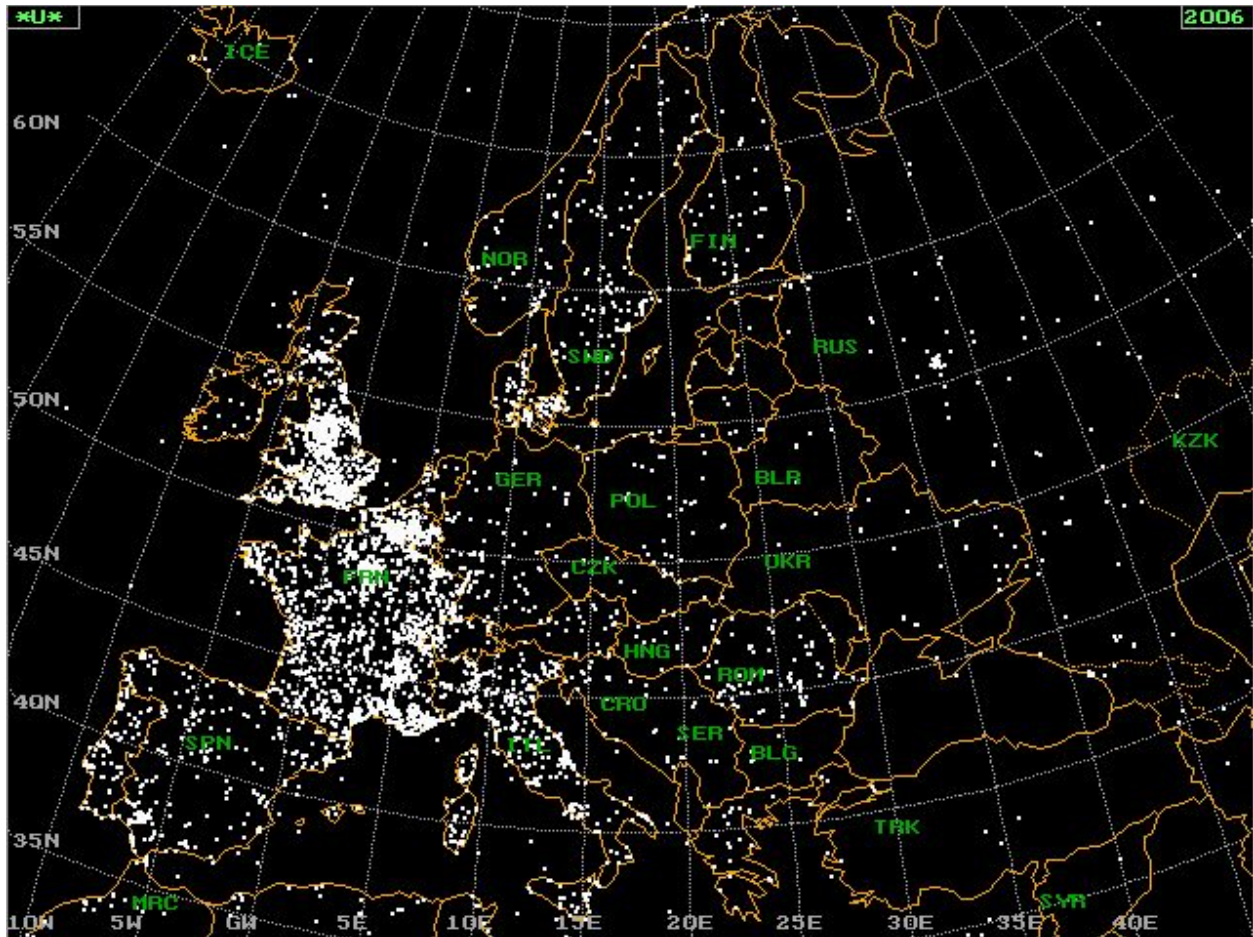 *U*
2006
ICE
60N
55N
NOR
FIN
SWD
RUS
50N
KZK
GER
POL
BLR
45N
FRN
CZK
UKR
HNG
ROM
40N
CRO
SPN
SER
ITL
BLG
35N
TRK
MRC
SYR
10W 5W GW 5E 10E 15E 20E 25E 30E 35E 40E